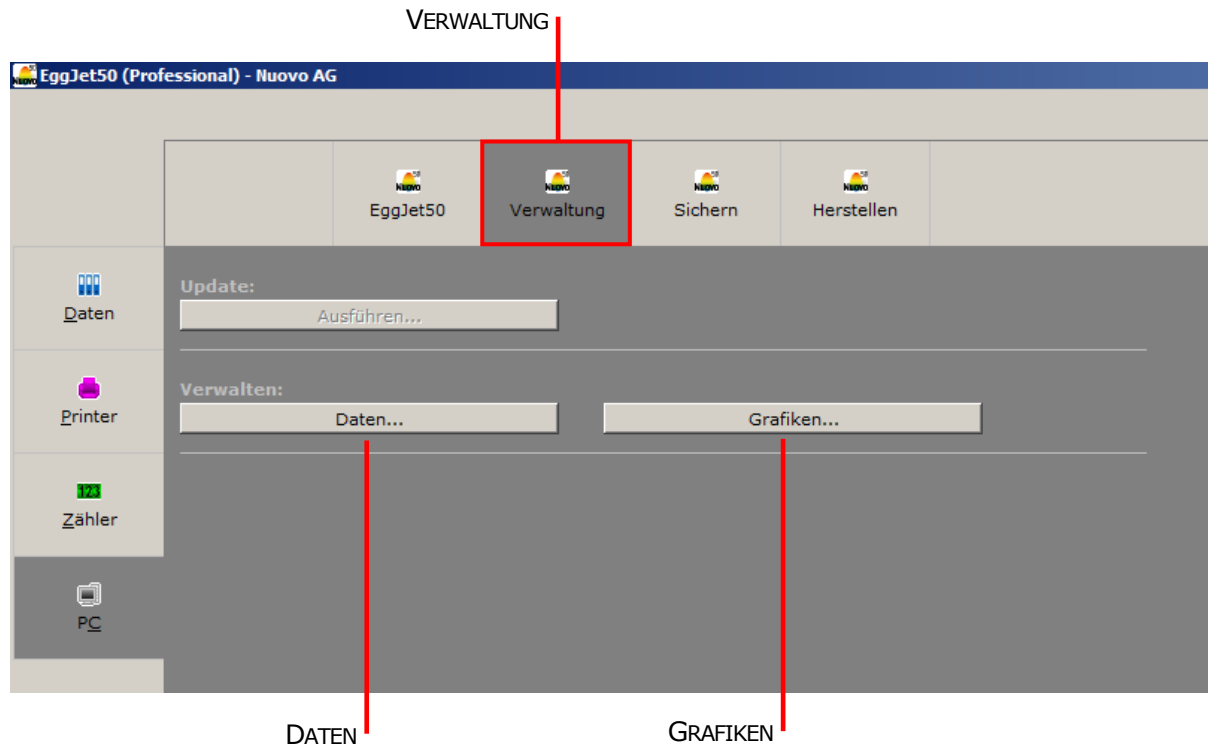 VERWALTUNG
EggJet50 (Professional) - Nuovo AG
EggJet50 Verwaltung Sichern Herstellen
Daten
Update:
Ausführen...
Printer
Verwalten:
Daten... Grafiken...
123
Zähler
PC
DATEN GRAFIKEN